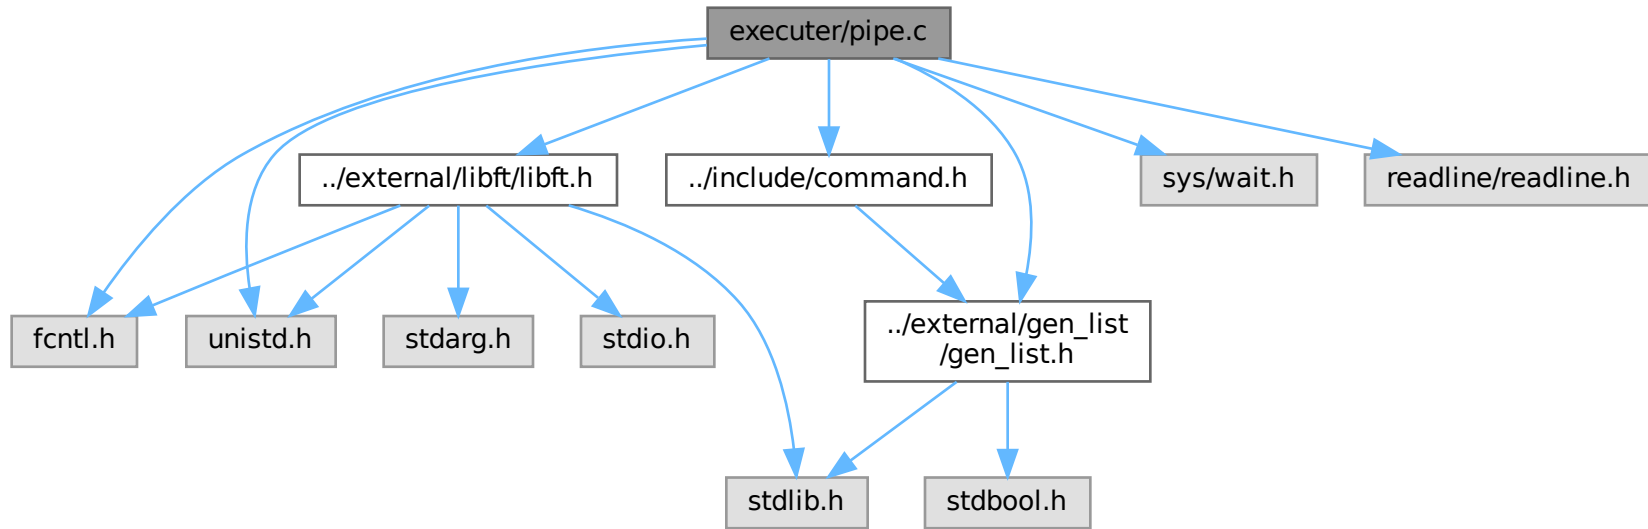 executer/pipe.c
../external/libft/libft.h
../include/command.h
sys/wait.h
readline/readline.h
fcntl.h
unistd.h
stdarg.h
stdio.h
../external/gen_list
/gen_list.h
stdlib.h
stdbool.h